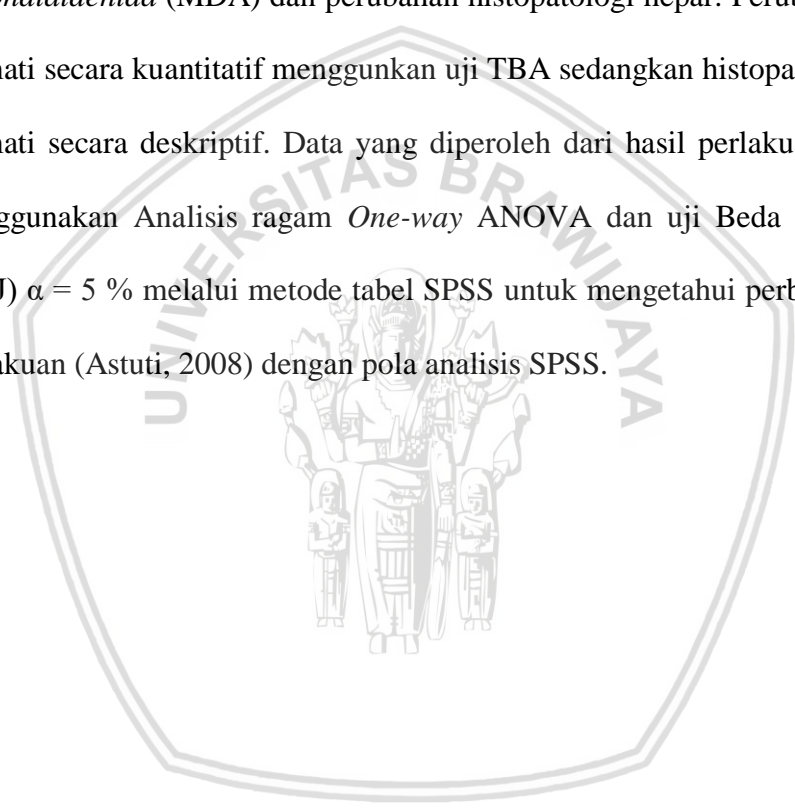 (MDA) dan perubahan histopatologi hepar.
nati secara kuantitatif menggunkan uji TBA sedangkan histopa
nati secara deskriptif. Data yang diperoleh dari hasil perlaku
ggunakan Analisis ragam One-way ANOVA dan uji Beda
J) α = 5 % melalui metode tabel SPSS untuk mengetahui perb
akuan (Astuti, 2008) dengan pola analisis SPSS.
UNIVERSITAS BRAWIJAYA